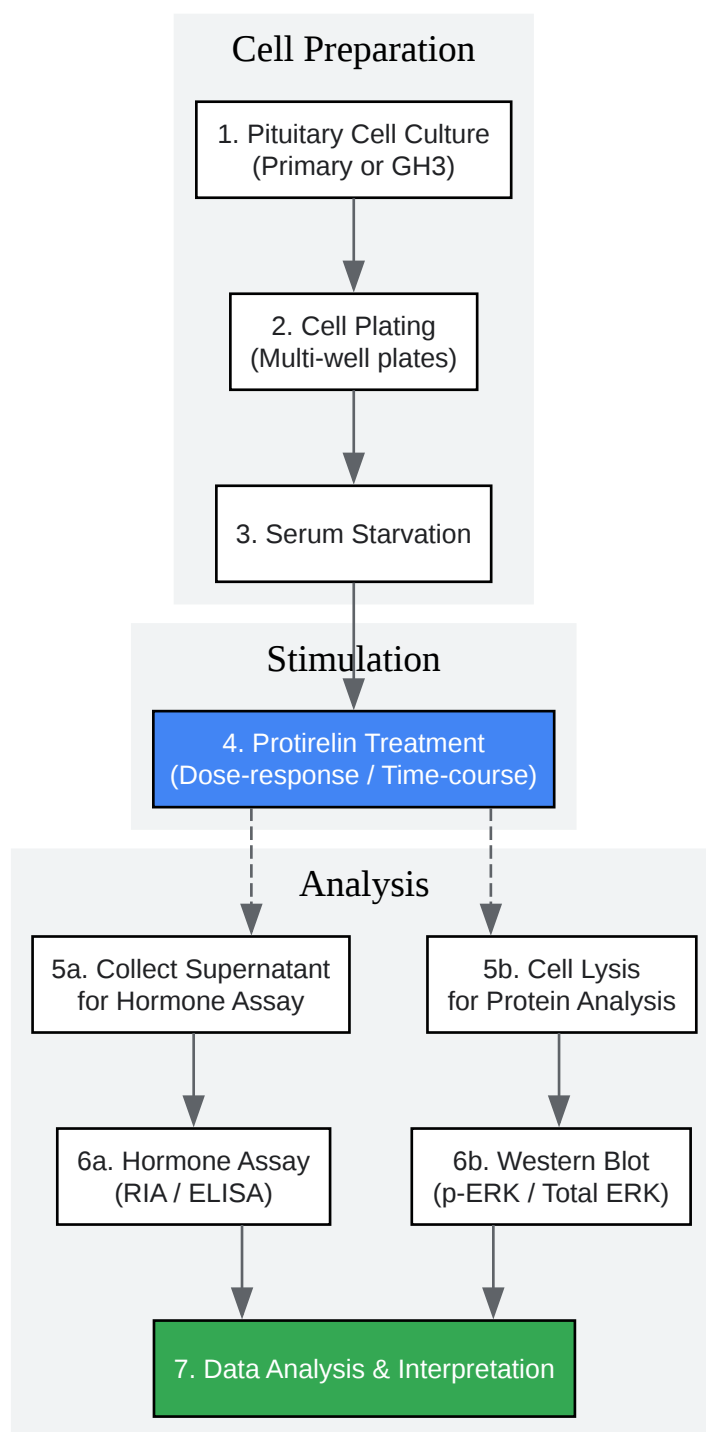 Cell Preparation
1. Pituitary Cell Culture
(Primary or GH3)
2. Cell Plating
(Multi-well plates)
3. Serum Starvation
Stimulation
4. Protirelin Treatment
(Dose-response / Time-course)
Analysis
5a. Collect Supernatant
for Hormone Assay
5b. Cell Lysis
for Protein Analysis
6a. Hormone Assay
(RIA / ELISA)
6b. Western Blot
(p-ERK / Total ERK)
7. Data Analysis & Interpretation